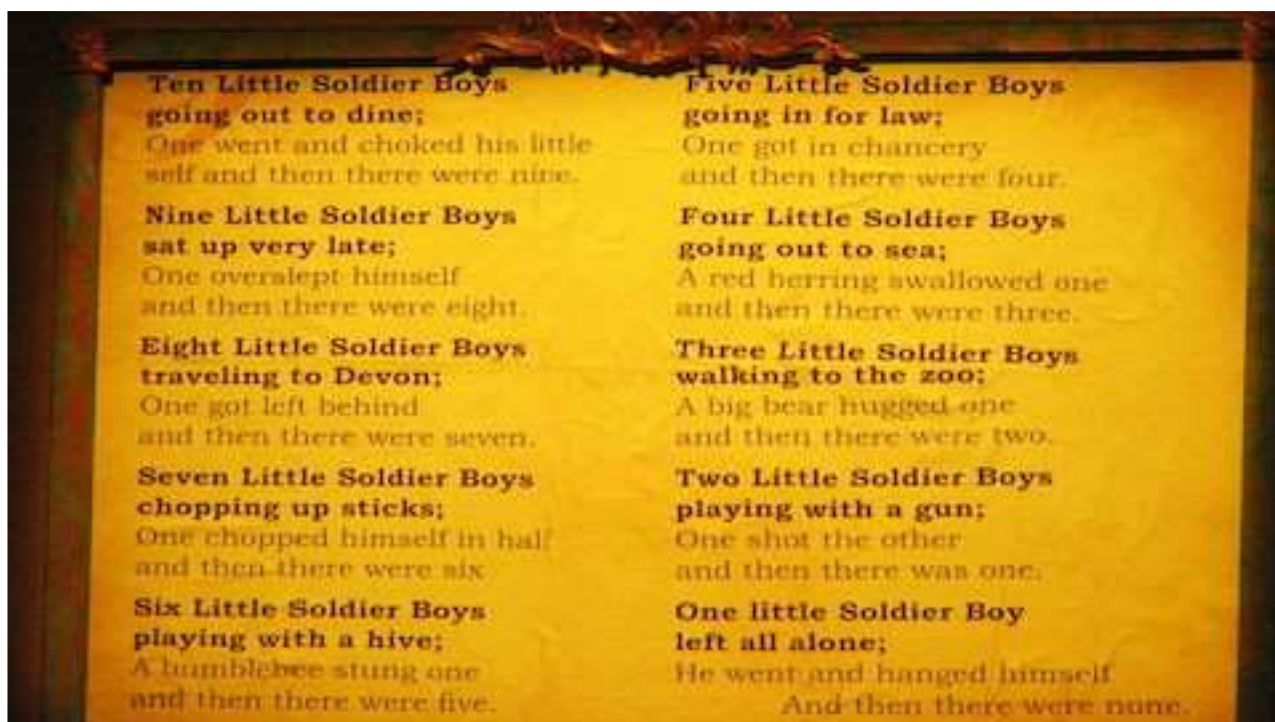 Ten Little Soldier Boys
going out to dine;
One went and choked his little
self and then there were nine.
Nine Little Soldier Boys
sat up very late;
One overslept himself
and then there were eight.
Eight Little Soldier Boys
traveling to Devon;
One got left behind
and then there were seven.
Seven Little Soldier Boys
chopping up sticks;
One chopped himself in half
and then there were six
Six Little Soldier Boys
playing with a hive;
A bumblebee stung one
and then there were five.
Five Little Soldier Boys
going in for law;
One got in chancery
and then there were four.
Four Little Soldier Boys
going out to sea;
A red herring swallowed one
and then there were three.
Three Little Soldier Boys
walking to the zoo;
A big bear hugged one
and then there were two.
Two Little Soldier Boys
playing with a gun;
One shot the other
and then there was one.
One little Soldier Boy
left all alone;
He went and hanged himself
And then there were none.